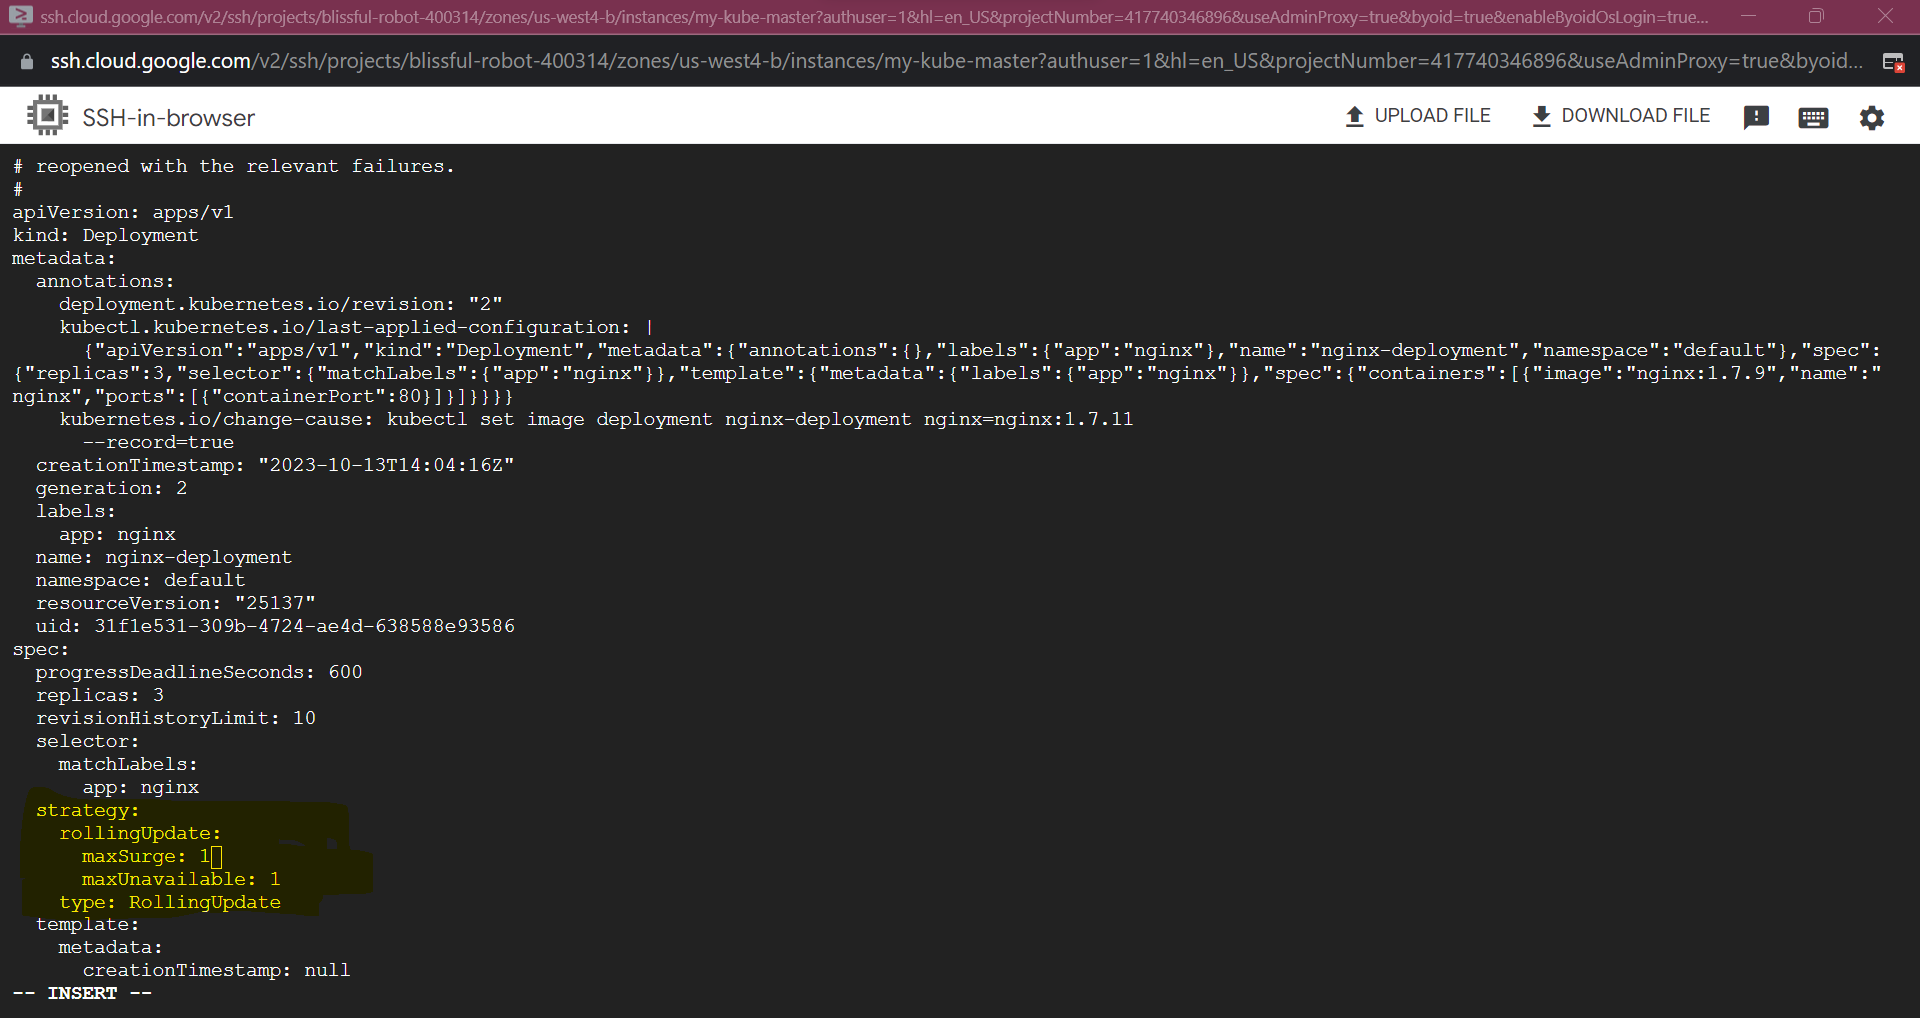 ssh.cloud.google.com/v2/ssh/projects/blissful-robot-400314/zones/us-west4-b/instances/my-kube-master?authuser=1&hl=en_US&projectNumber=417740346896&useAdminProxy=true&byoid=true&enableByoidOsLogin=true...
ssh.cloud.google.com/v2/ssh/projects/blissful-robot-400314/zones/us-west4-b/instances/my-kube-master?authuser=1&hl=en_US&projectNumber=417740346896&useAdminProxy=true&byoid...
SSH-in-browser UPLOAD FILE DOWNLOAD FILE
# reopened with the relevant failures.
#
apiVersion: apps/v1
kind: Deployment
metadata:
  annotations:
    deployment.kubernetes.io/revision: "2"
    kubectl.kubernetes.io/last-applied-configuration: |
      {"apiVersion":"apps/v1","kind":"Deployment","metadata":{"annotations":{},"labels":{"app":"nginx"},"name":"nginx-deployment","namespace":"default"},"spec":
{"replicas":3,"selector":{"matchLabels":{"app":"nginx"}},"template":{"metadata":{"labels":{"app":"nginx"}},"spec":{"containers":[{"image":"nginx:1.7.9","name":"
nginx","ports":[{"containerPort":80}]}]}}}}
    kubernetes.io/change-cause: kubectl set image deployment nginx-deployment nginx=nginx:1.7.11
      --record=true
  creationTimestamp: "2023-10-13T14:04:16Z"
  generation: 2
  labels:
    app: nginx
  name: nginx-deployment
  namespace: default
  resourceVersion: "25137"
  uid: 31f1e531-309b-4724-ae4d-638588e93586
spec:
  progressDeadlineSeconds: 600
  replicas: 3
  revisionHistoryLimit: 10
  selector:
    matchLabels:
      app: nginx
  strategy:
    rollingUpdate:
      maxSurge: 1
      maxUnavailable: 1
    type: RollingUpdate
  template:
    metadata:
      creationTimestamp: null
-- INSERT --